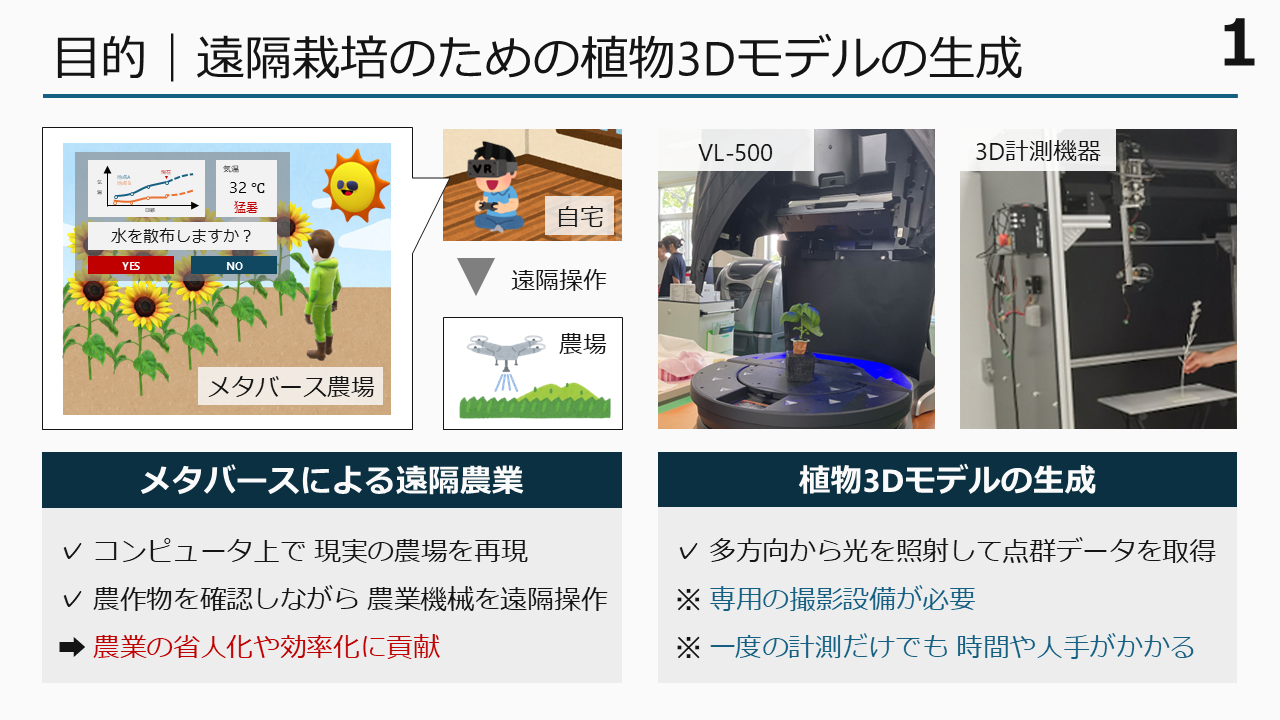 目的｜遠隔栽培のための植物3Dモデルの生成
1
気温
32 ℃
猛暑
水を散布しますか？
YES
NO
メタバース農場
VR
自宅
遠隔操作
農場
VL-500
3D計測機器
メタバースによる遠隔農業
✓ コンピュータ上で 現実の農場を再現
✓ 農作物を確認しながら 農業機械を遠隔操作
➡ 農業の省人化や効率化に貢献
植物3Dモデルの生成
✓ 多方向から光を照射して点群データを取得
※ 専用の撮影設備が必要
※ 一度の計測だけでも 時間や人手がかかる